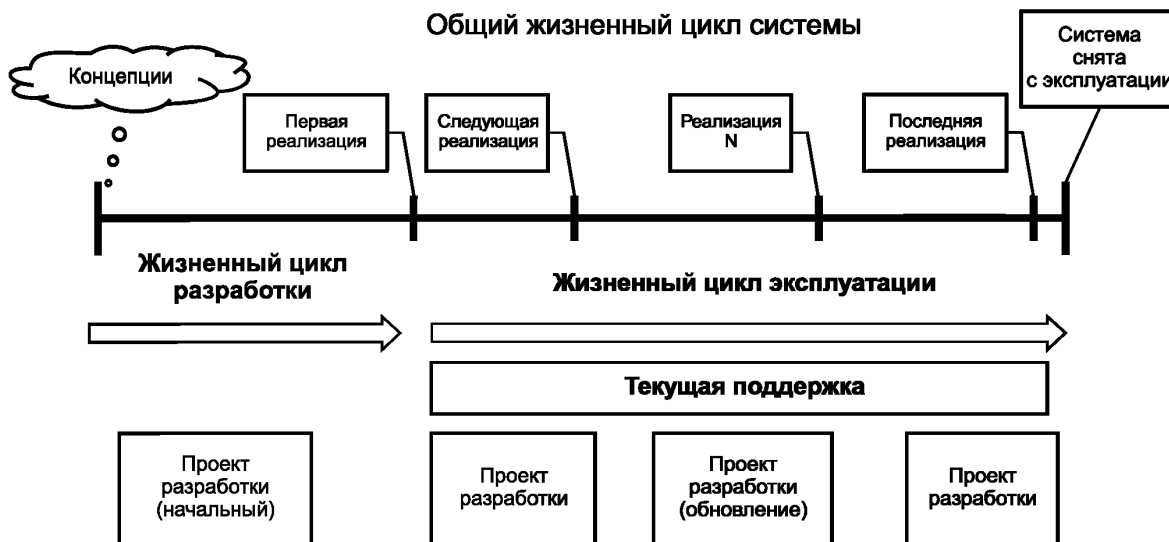 Общий жизненный цикл системы
Концепции
Система
снята
с эксплуатации
Первая
реализация
Следующая
реализация
Реализация
N
Последняя
реализация
Жизненный цикл
разработки
Жизненный цикл эксплуатации
Текущая поддержка
Проект
разработки
(начальный)
Проект
разработки
Проект
разработки
(обновление)
Проект
разработки